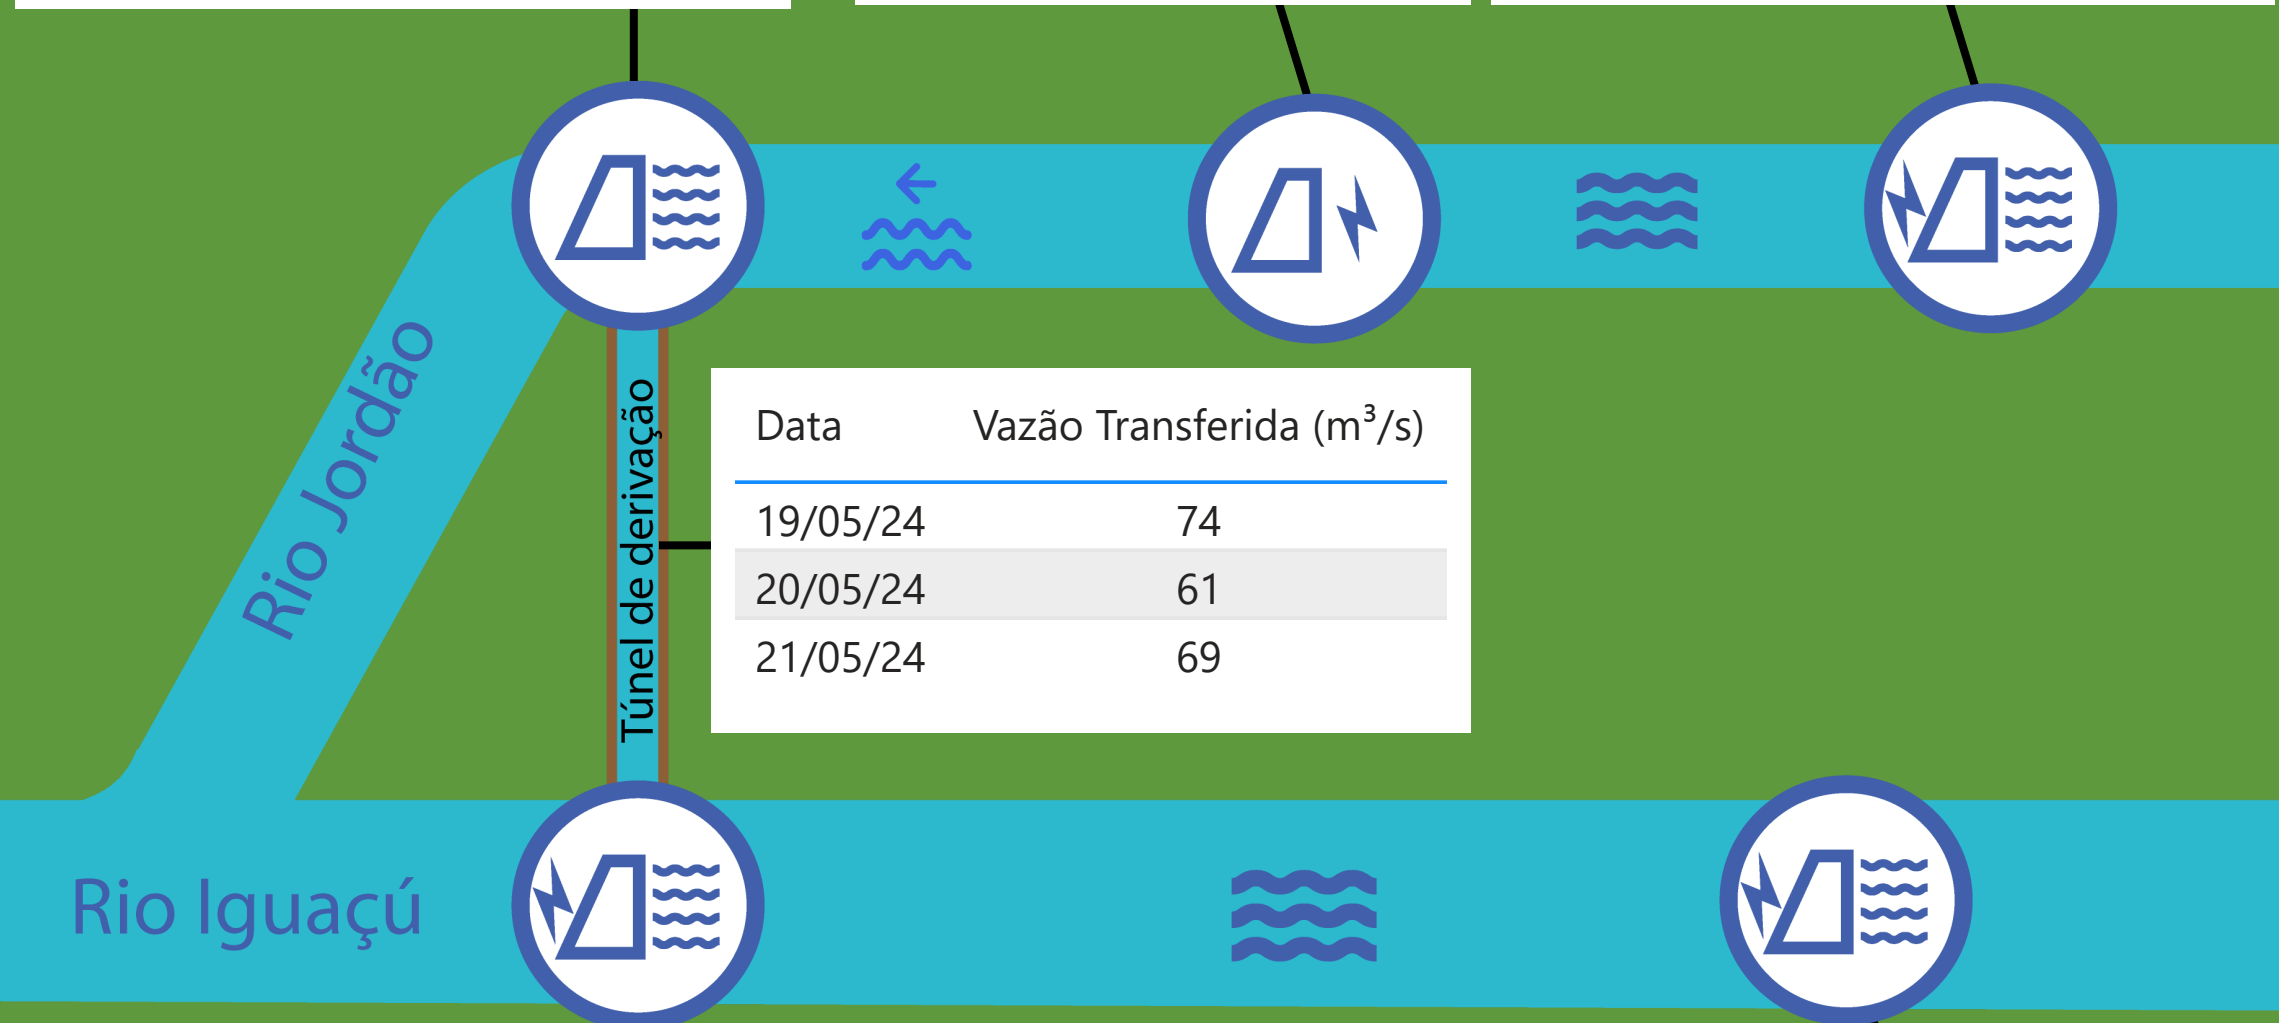 Rio Jordão
Túnel de derivação
Data Vazão Transferida (m³/s)
19/05/24 74
20/05/24 61
21/05/24 69
Rio Iguaçú